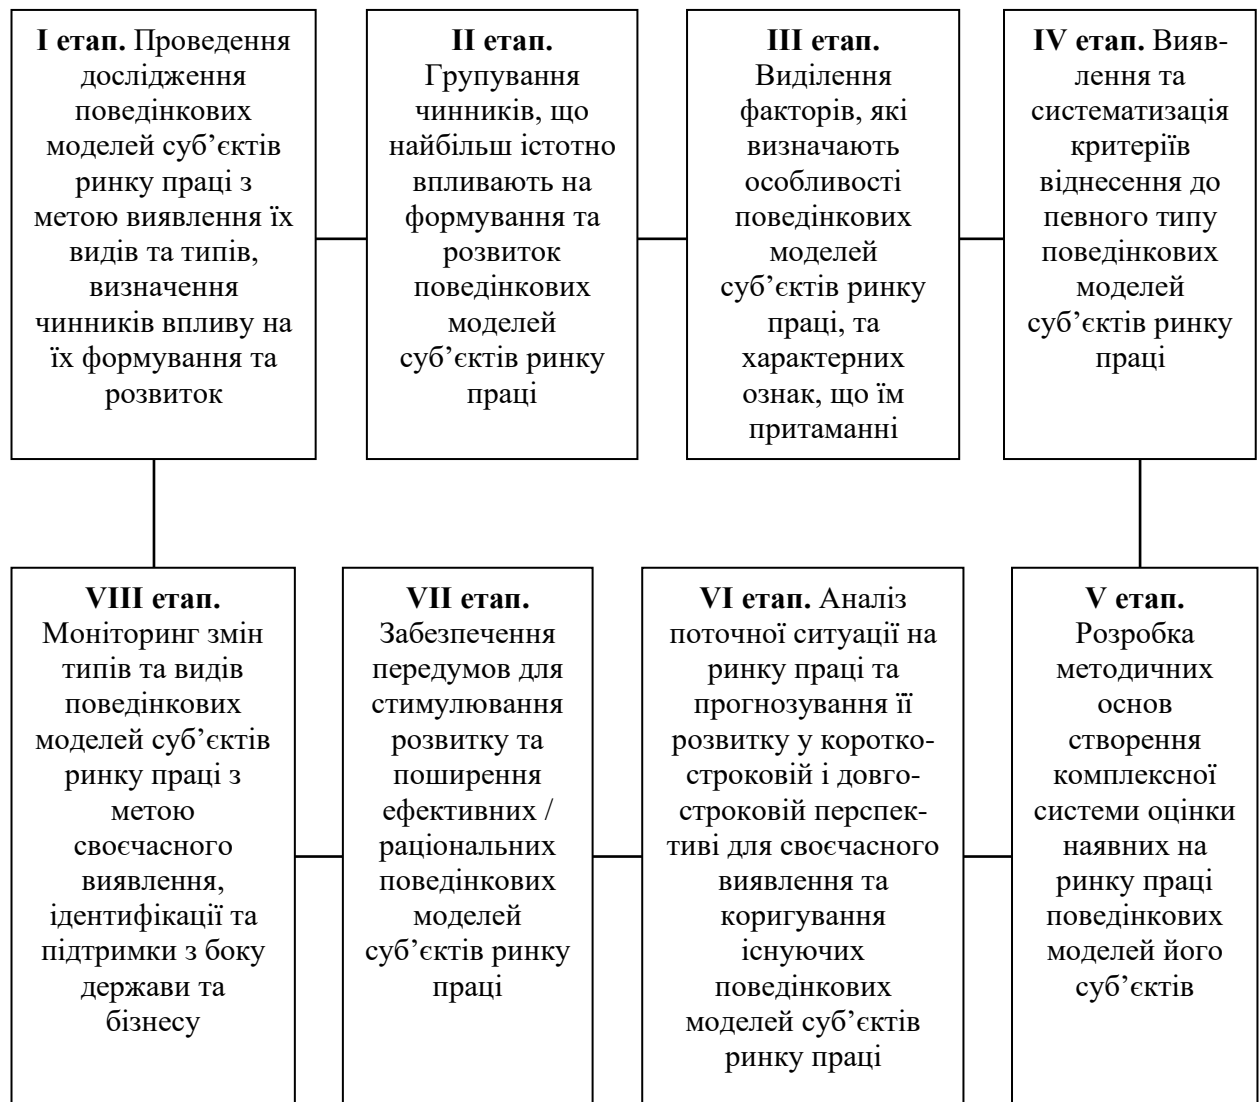 I етап. Проведення
дослідження
поведінкових
моделей суб’єктів
ринку праці з
метою виявлення їх
видів та типів,
визначення
чинників впливу на
їх формування та
розвиток
II етап.
Групування
чинників, що
найбільш істотно
впливають на
формування та
розвиток
поведінкових
моделей
суб’єктів ринку
праці
III етап.
Виділення
факторів, які
визначають
особливості
поведінкових
моделей
суб’єктів ринку
праці, та
характерних
ознак, що їм
притаманні
IV етап. Вияв-
лення та
систематизація
критеріїв
віднесення до
певного типу
поведінкових
моделей
суб’єктів ринку
праці
VIII етап.
Моніторинг змін
типів та видів
поведінкових
моделей суб’єктів
ринку праці з
метою
своєчасного
виявлення,
ідентифікації та
підтримки з боку
держави та
бізнесу
VII етап.
Забезпечення
передумов для
стимулювання
розвитку та
поширення
ефективних /
раціональних
поведінкових
моделей
суб’єктів ринку
праці
VI етап. Аналіз
поточної ситуації на
ринку праці та
прогнозування її
розвитку у коротко-
строковій і довго-
строковій перспек-
тиві для своєчасного
виявлення та
коригування
існуючих
поведінкових
моделей суб’єктів
ринку праці
V етап.
Розробка
методичних
основ
створення
комплексної
системи оцінки
наявних на
ринку праці
поведінкових
моделей його
суб’єктів